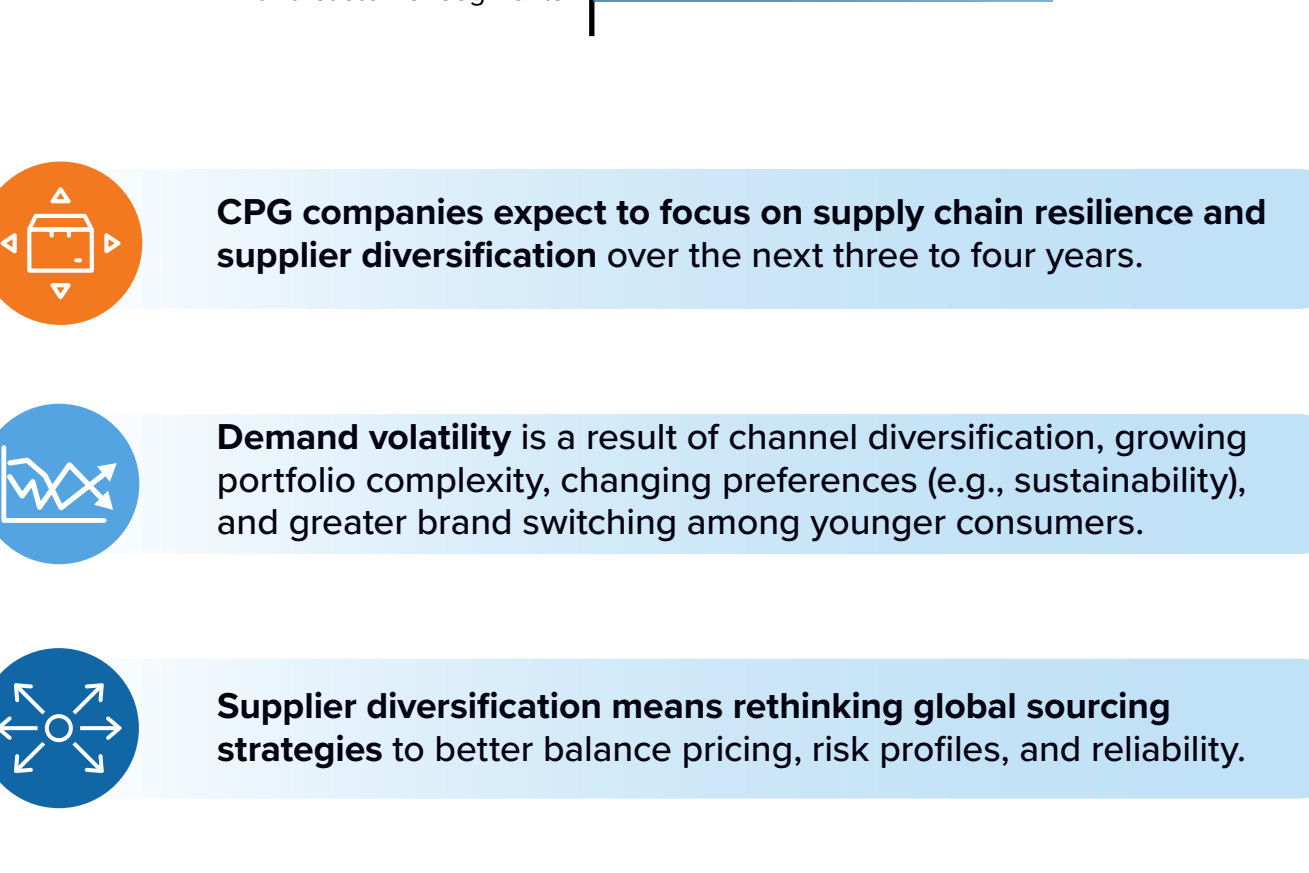 CPG companies expect to focus on supply chain resilience and
supplier diversification over the next three to four years.
Demand volatility is a result of channel diversification, growing
portfolio complexity, changing preferences (e.g., sustainability),
and greater brand switching among younger consumers.
Supplier diversification means rethinking global sourcing
strategies to better balance pricing, risk profiles, and reliability.